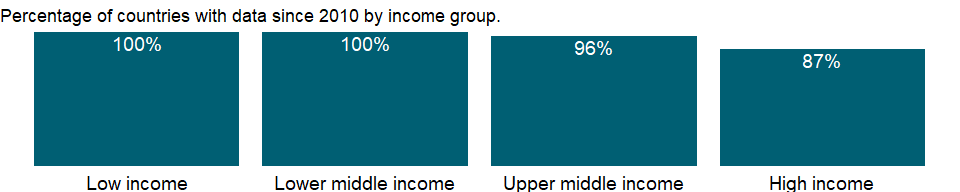 Percentage of countries with data since 2010 by income group.
100% 100% 96% 87%
Low income Lower middle income Upper middle income High income